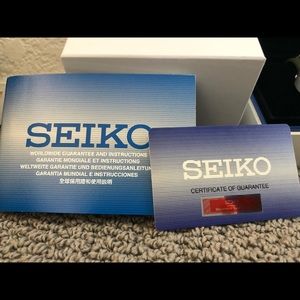 SEIKO
WORLDWIDE GUARANTEE AND INSTRUCTIONS
GARANTIE MONDIALE ET INSTRUCTIONS
WELTWEITE GARANTIE UND BEDIENUNGSANLEITUNG
GARANTIA MUNDIAL E INSTRUCCIONES
全球保用證和使用說明
SEIKO
CERTIFICATE OF GUARANTEE